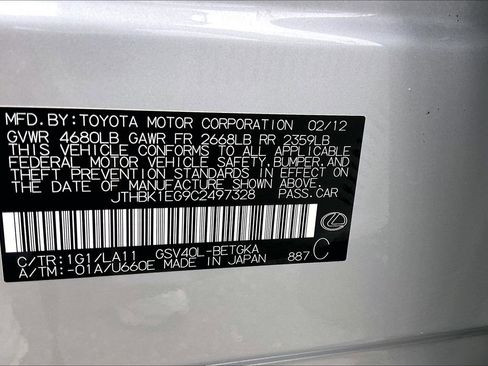 MFD. BY: TOYOTA MOTOR CORPORATION 02/12
GVWR 4680LB GAWR FR 2668LB RR 2359LB
THIS VEHICLE CONFORMS TO ALL APPLICABLE
FEDERAL MOTOR VEHICLE SAFETY, BUMPER, AND
THEFT PREVENTION STANDARDS IN EFFECT ON
THE DATE OF MANUFACTURE SHOWN ABOVE.
JTHBK1EG9C2497328 PASS. CAR
C/TR: 1G1/LA11 GSV40L-BETGKA
A/TM: -01A/U660E MADE IN JAPAN 887 C